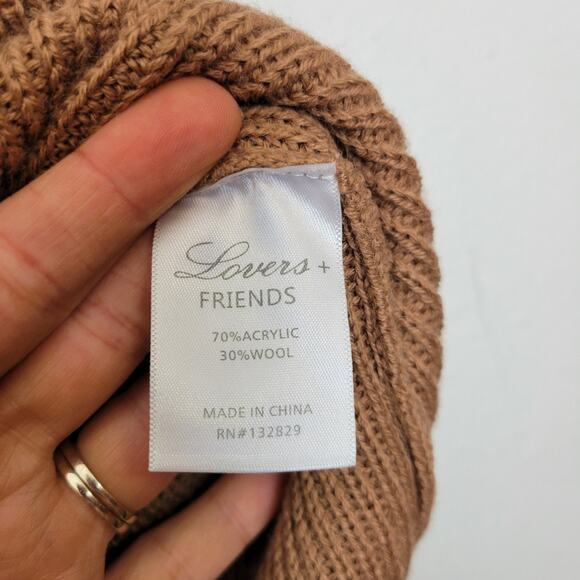 Lovers +
FRIENDS
70%ACRYLIC
30%WOOL
MADE IN CHINA
RN#132829